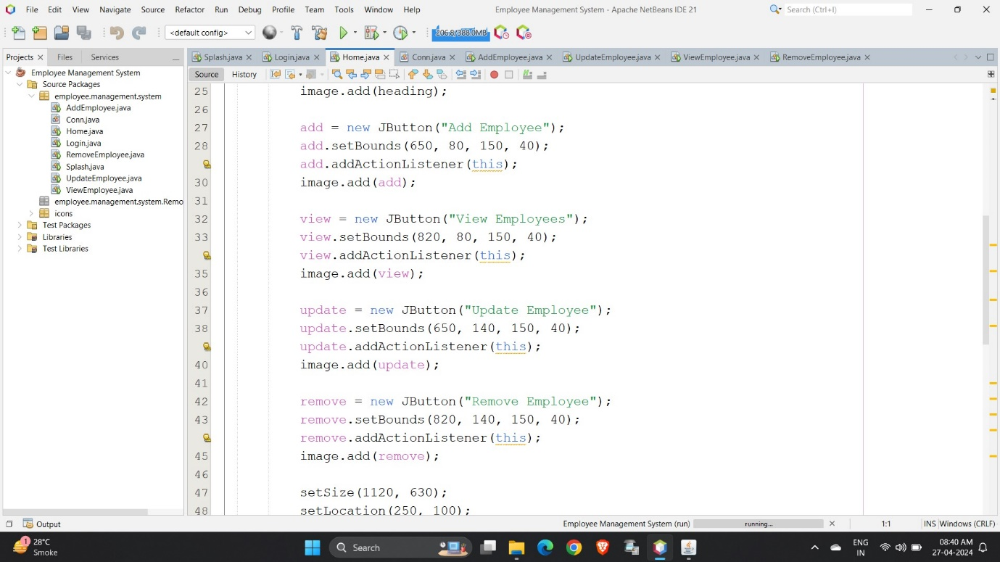 File Edit View Navigate Source Refactor Run Debug Profile Team Tools Window Help Employee Management System - Apache NetBeans IDE 21 Search (Ctrl+I)
<default config> 206.8/388.0MB
Projects Files Services Splash.java Login.java Home.java Conn.java AddEmployee.java UpdateEmployee.java ViewEmployee.java RemoveEmployee.java
Source History
Employee Management System
Source Packages
employee.management.system
AddEmployee.java
Conn.java
Home.java
Login.java
RemoveEmployee.java
Splash.java
UpdateEmployee.java
ViewEmployee.java
employee.management.system.Remo
icons
Test Packages
Libraries
Test Libraries
25 image.add(heading);
26
27 add = new JButton("Add Employee");
28 add.setBounds(650, 80, 150, 40);
add.addActionListener(this);
30 image.add(add);
31
32 view = new JButton("View Employees");
33 view.setBounds(820, 80, 150, 40);
view.addActionListener(this);
35 image.add(view);
36
37 update = new JButton("Update Employee");
38 update.setBounds(650, 140, 150, 40);
update.addActionListener(this);
40 image.add(update);
41
42 remove = new JButton("Remove Employee");
43 remove.setBounds(820, 140, 150, 40);
remove.addActionListener(this);
45 image.add(remove);
46
47 setSize(1120, 630);
48 setLocation(250, 100);
Output Employee Management System (run) running... 1:1 INS Windows (CRLF)
1 28°C
Smoke
Search
ENG
IN
08:40 AM
27-04-2024